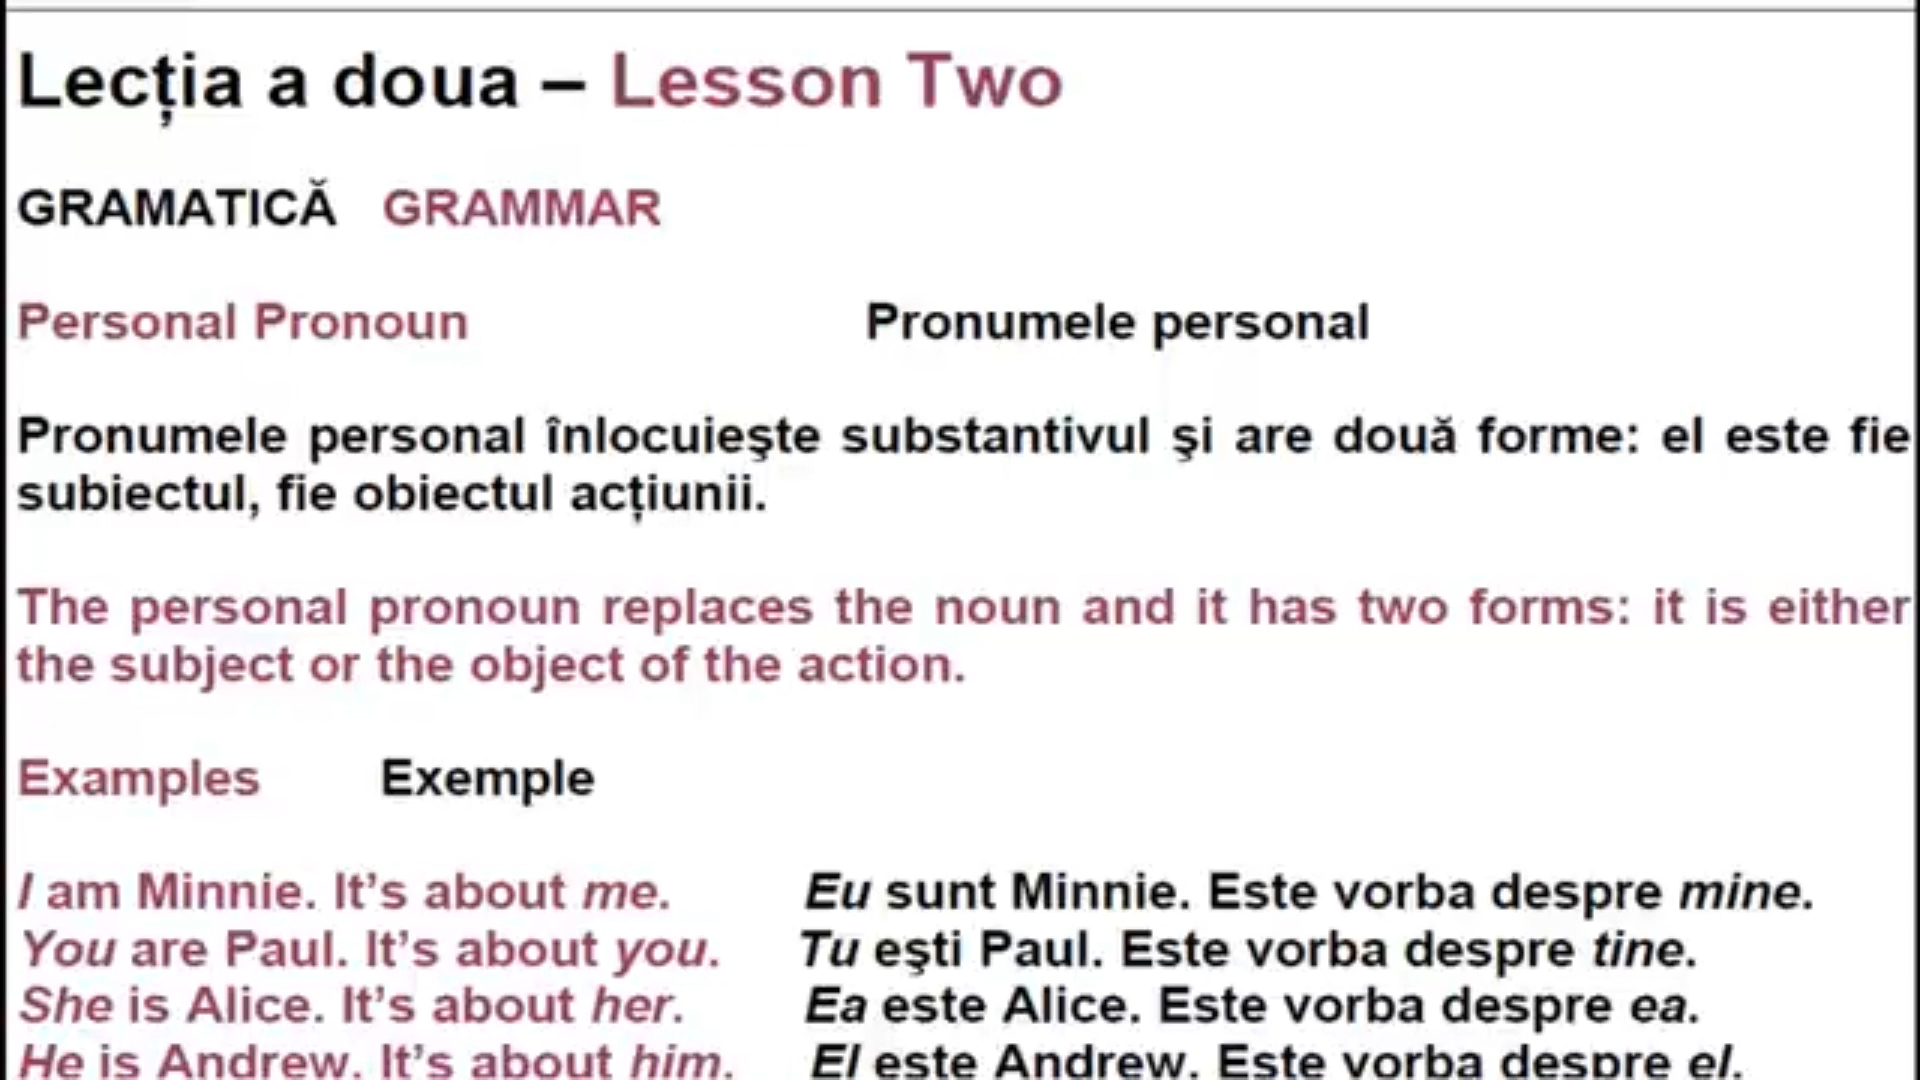 Lecția a doua – Lesson Two
GRAMATICĂ GRAMMAR
Personal Pronoun Pronumele personal
Pronumele personal înlocuieşte substantivul şi are două forme: el este fie
subiectul, fie obiectul acțiunii.
The personal pronoun replaces the noun and it has two forms: it is either
the subject or the object of the action.
Examples Exemple
I am Minnie. It’s about me. Eu sunt Minnie. Este vorba despre mine.
You are Paul. It’s about you. Tu eşti Paul. Este vorba despre tine.
She is Alice. It’s about her. Ea este Alice. Este vorba despre ea.
He is Andrew. It’s about him. El este Andrew. Este vorba despre el.